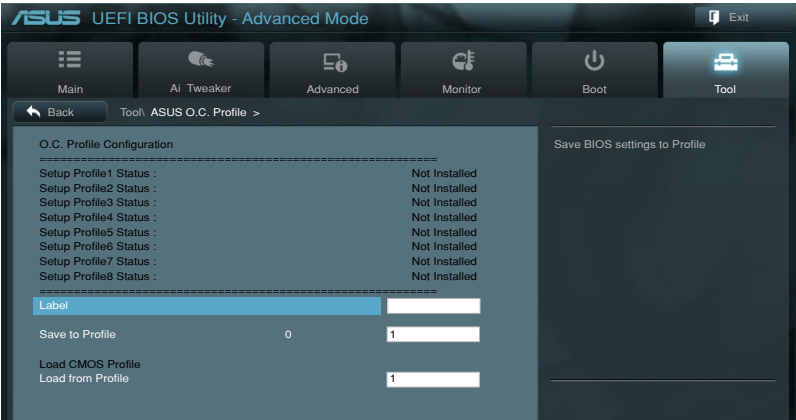 ASUS UEFI BIOS Utility - Advanced Mode
Exit
Main Ai Tweaker Advanced Monitor Boot Tool
Back Tool\ ASUS O.C. Profile >
O.C. Profile Configuration
Save BIOS settings to Profile
==========================================================
Setup Profile1 Status : Not Installed
Setup Profile2 Status : Not Installed
Setup Profile3 Status : Not Installed
Setup Profile4 Status : Not Installed
Setup Profile5 Status : Not Installed
Setup Profile6 Status : Not Installed
Setup Profile7 Status : Not Installed
Setup Profile8 Status : Not Installed
==========================================================
Label
Save to Profile 0 1
Load CMOS Profile
Load from Profile 1